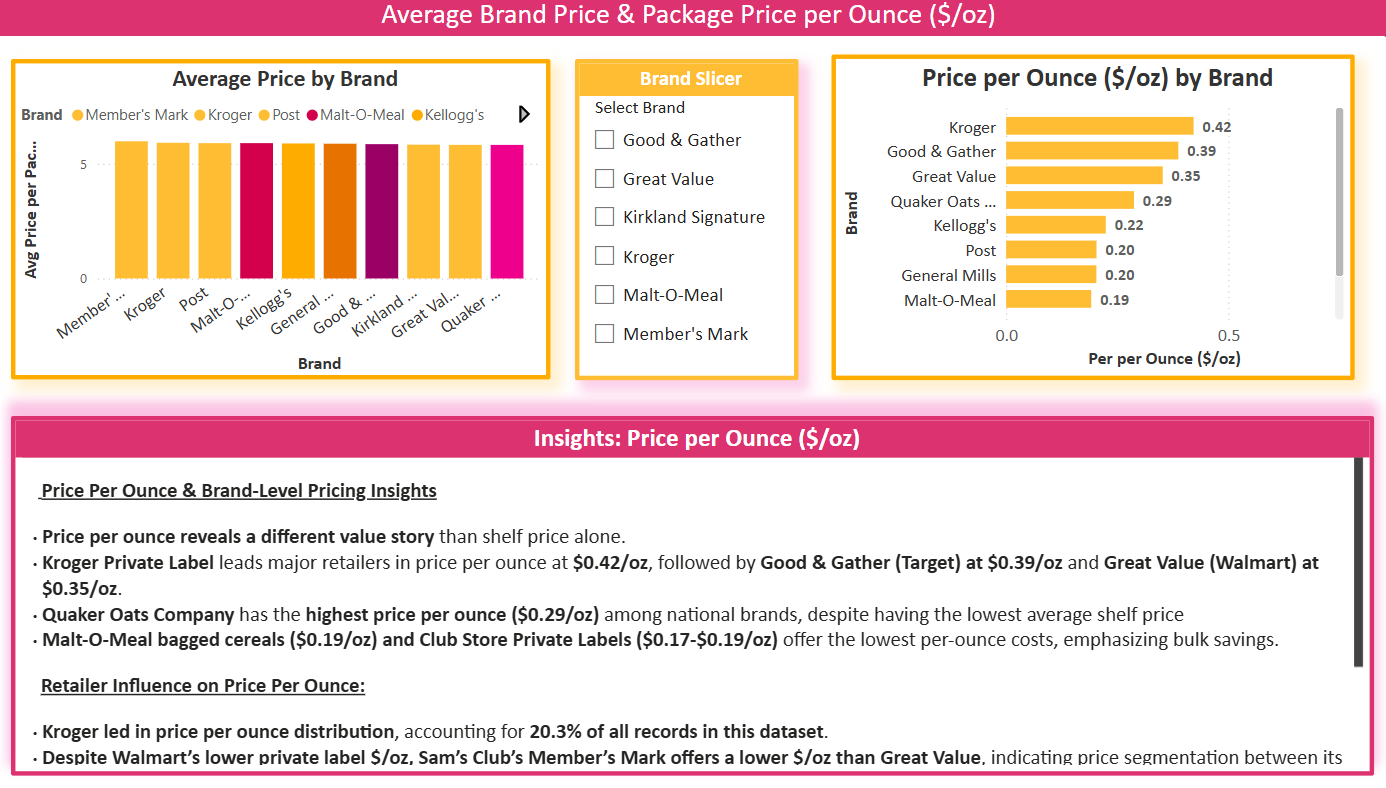 Average Brand Price & Package Price per Ounce ($/oz)
Average Price by Brand
Brand Member's Mark Kroger Post Malt-O-Meal Kellogg's
Avg Price per Pac...
5
0
Member'... Kroger Post Malt-O-... Kellogg's General ... Good & ... Kirkland ... Great Val... Quaker ...
Brand
Brand Slicer
Select Brand
Good & Gather
Great Value
Kirkland Signature
Kroger
Malt-O-Meal
Member's Mark
Price per Ounce ($/oz) by Brand
Brand
Kroger 0.42
Good & Gather 0.39
Great Value 0.35
Quaker Oats ... 0.29
Kellogg's 0.22
Post 0.20
General Mills 0.20
Malt-O-Meal 0.19
0.0 0.5
Per per Ounce ($/oz)
Insights: Price per Ounce ($/oz)
Price Per Ounce & Brand-Level Pricing Insights
· Price per ounce reveals a different value story than shelf price alone.
· Kroger Private Label leads major retailers in price per ounce at $0.42/oz, followed by Good & Gather (Target) at $0.39/oz and Great Value (Walmart) at
$0.35/oz.
· Quaker Oats Company has the highest price per ounce ($0.29/oz) among national brands, despite having the lowest average shelf price
· Malt-O-Meal bagged cereals ($0.19/oz) and Club Store Private Labels ($0.17-$0.19/oz) offer the lowest per-ounce costs, emphasizing bulk savings.
Retailer Influence on Price Per Ounce:
· Kroger led in price per ounce distribution, accounting for 20.3% of all records in this dataset.
· Despite Walmart’s lower private label $/oz, Sam’s Club’s Member’s Mark offers a lower $/oz than Great Value, indicating price segmentation between its